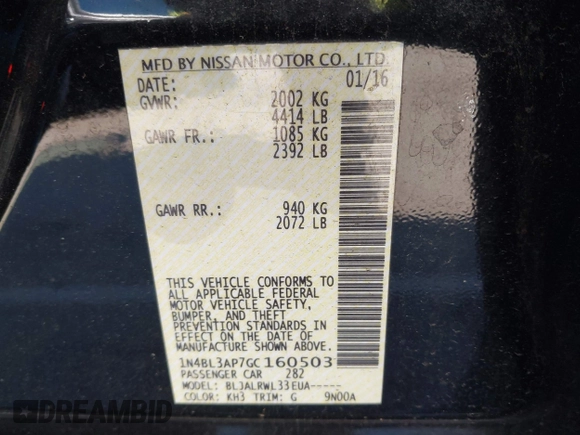 MFD BY NISSAN MOTOR CO., LTD.
DATE: 01/16
GVWR: 2002 KG
4414 LB
GAWR FR.: 1085 KG
2392 LB
GAWR RR.: 940 KG
2072 LB
THIS VEHICLE CONFORMS TO
ALL APPLICABLE FEDERAL
MOTOR VEHICLE SAFETY,
BUMPER, AND THEFT
PREVENTION STANDARDS IN
EFFECT ON THE DATE OF
MANUFACTURE SHOWN ABOVE.
1N4BL3AP7GC160503
PASSENGER CAR 282
MODEL: BL3ALRWL33EUA-----
COLOR: KH3 TRIM: G 9N00A
DREAMBID